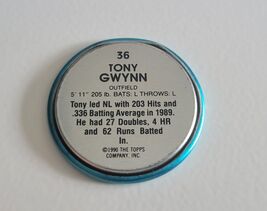 36
TONY
GWYNN
OUTFIELD
5' 11" 205 lb. BATS: L THROWS: L
Tony led NL with 203 Hits and
.336 Batting Average in 1989.
He had 27 Doubles, 4 HR
and 62 Runs Batted
In.
©1990 THE TOPPS
COMPANY, INC